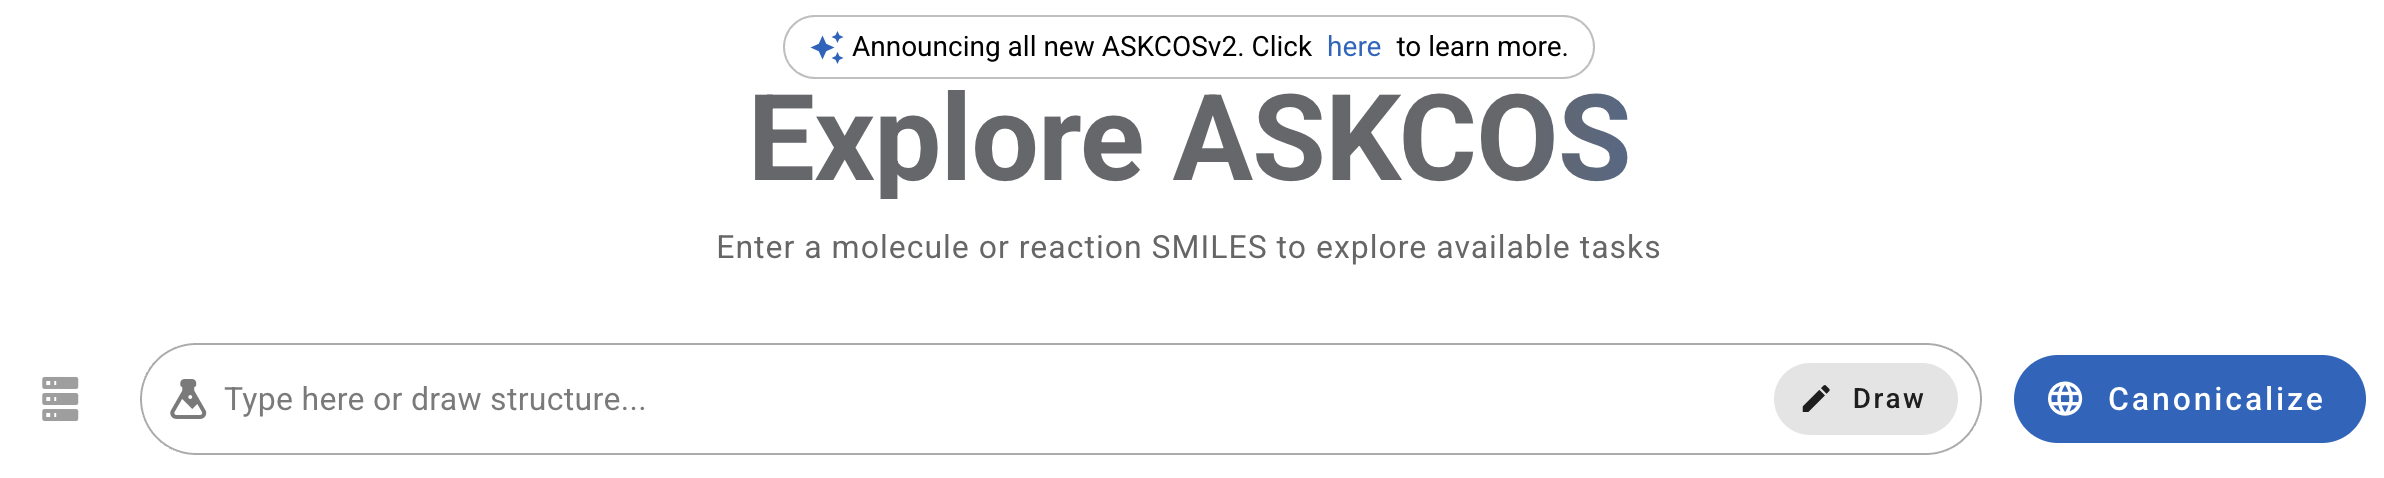 Announcing all new ASKCOSv2. Click here to learn more.
Explore ASKCOS
Enter a molecule or reaction SMILES to explore available tasks
Type here or draw structure...
Draw
Canonicalize